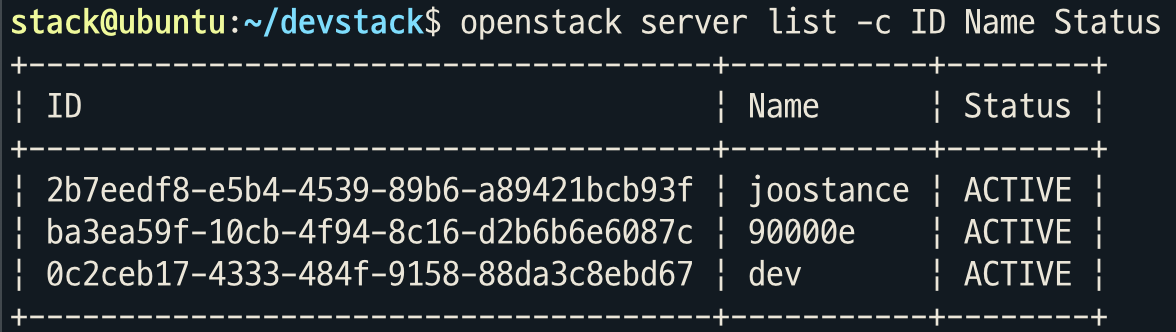 stack@ubuntu:~/devstack$ openstack server list -c ID Name Status
+--------------------------------------+-----------+--------+
| ID                                   | Name      | Status |
+--------------------------------------+-----------+--------+
| 2b7eedf8-e5b4-4539-89b6-a89421bcb93f | joostance | ACTIVE |
| ba3ea59f-10cb-4f94-8c16-d2b6b6e6087c | 90000e    | ACTIVE |
| 0c2ceb17-4333-484f-9158-88da3c8ebd67 | dev       | ACTIVE |
+--------------------------------------+-----------+--------+